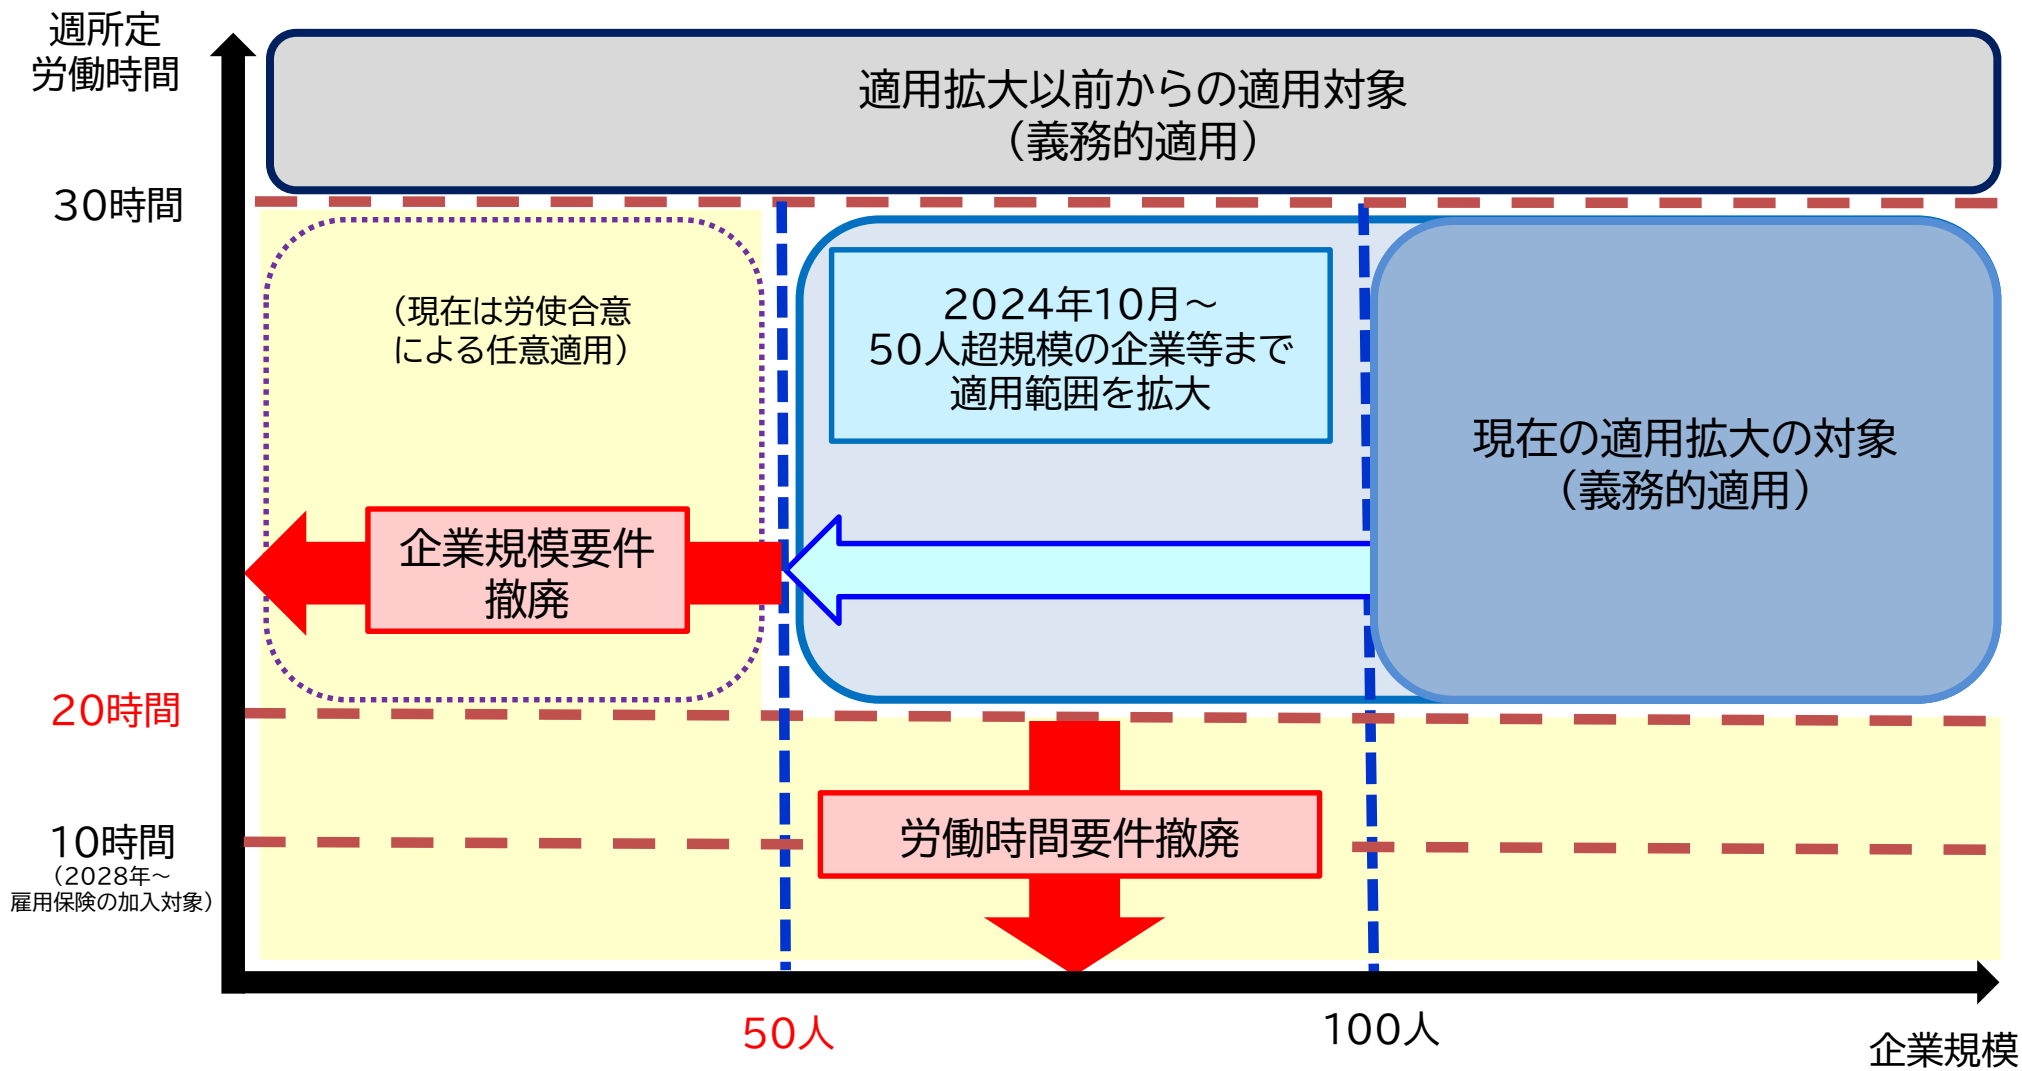 週所定
労働時間
適用拡大以前からの適用対象
(義務的適用)
30時間
(現在は労使合意
による任意適用)
2024年10月～
50人超規模の企業等まで
適用範囲を拡大
現在の適用拡大の対象
(義務的適用)
企業規模要件
撤廃
20時間
労働時間要件撤廃
10時間
(2028年～
雇用保険の加入対象)
50人
100人
企業規模